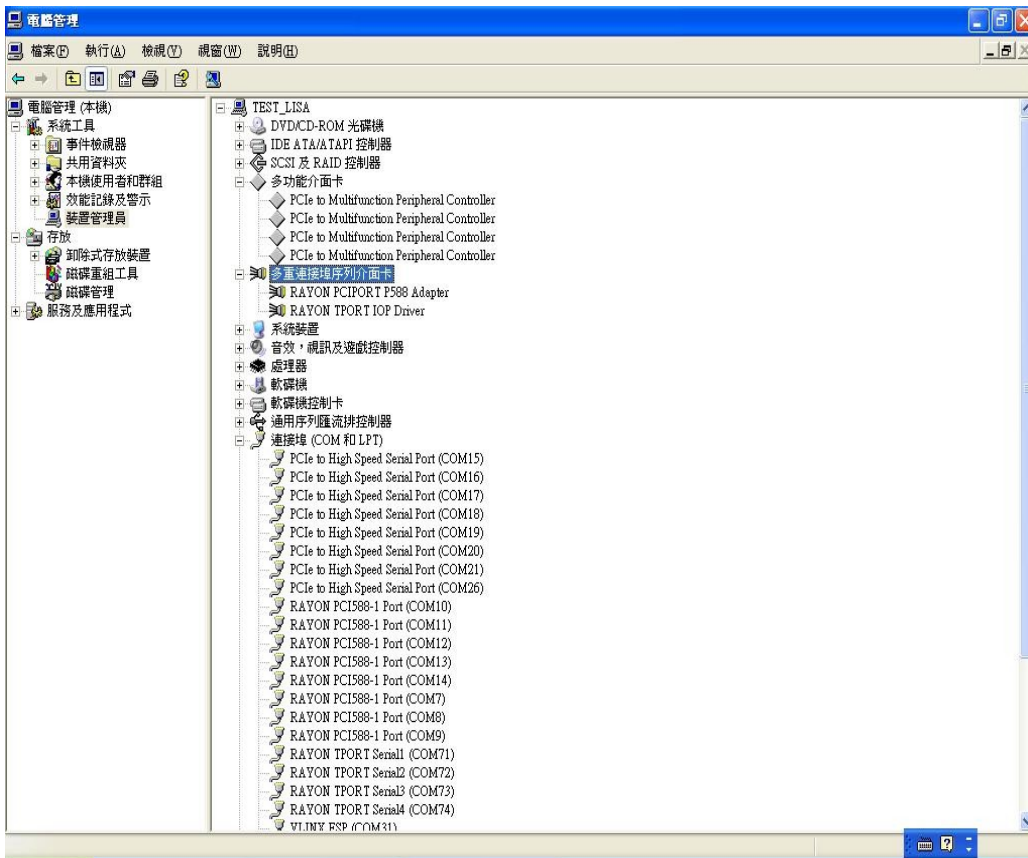 電腦管理
檔案(F) 執行(A) 檢視(V) 視窗(W) 說明(H)
電腦管理 (本機)
系統工具
事件檢視器
共用資料夾
本機使用者和群組
效能記錄及警示
裝置管理員
存放
卸除式存放裝置
磁碟重組工具
磁碟管理
服務及應用程式
TEST_LISA
DVD/CD-ROM 光碟機
IDE ATA/ATAPI 控制器
SCSI 及 RAID 控制器
多功能介面卡
PCIe to Multifunction Peripheral Controller
PCIe to Multifunction Peripheral Controller
PCIe to Multifunction Peripheral Controller
PCIe to Multifunction Peripheral Controller
多重連接埠序列介面卡
RAYON PCIPORT P588 Adapter
RAYON TPORT IOP Driver
系統裝置
音效，視訊及遊戲控制器
處理器
軟碟機
軟碟機控制卡
通用序列匯流排控制器
連接埠 (COM 和 LPT)
PCIe to High Speed Serial Port (COM15)
PCIe to High Speed Serial Port (COM16)
PCIe to High Speed Serial Port (COM17)
PCIe to High Speed Serial Port (COM18)
PCIe to High Speed Serial Port (COM19)
PCIe to High Speed Serial Port (COM20)
PCIe to High Speed Serial Port (COM21)
PCIe to High Speed Serial Port (COM26)
RAYON PCI588-1 Port (COM10)
RAYON PCI588-1 Port (COM11)
RAYON PCI588-1 Port (COM12)
RAYON PCI588-1 Port (COM13)
RAYON PCI588-1 Port (COM14)
RAYON PCI588-1 Port (COM7)
RAYON PCI588-1 Port (COM8)
RAYON PCI588-1 Port (COM9)
RAYON TPORT Serial1 (COM71)
RAYON TPORT Serial2 (COM72)
RAYON TPORT Serial3 (COM73)
RAYON TPORT Serial4 (COM74)
VLINX ESP (COM31)